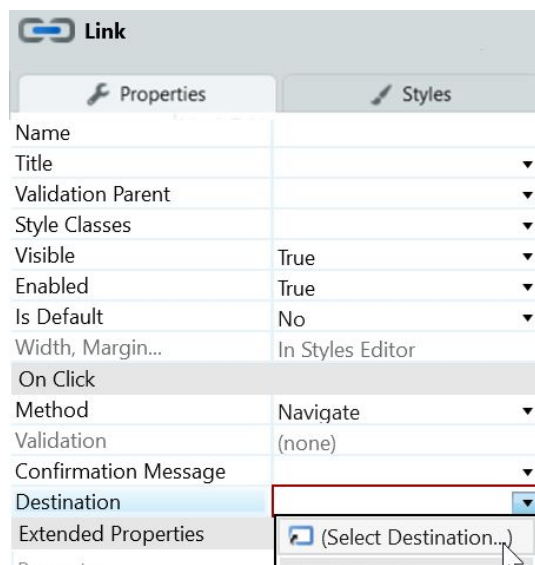 Link
Properties Styles
Name
Title
Validation Parent
Style Classes
Visible True
Enabled True
Is Default No
Width, Margin... In Styles Editor
On Click
Method Navigate
Validation (none)
Confirmation Message
Destination
Extended Properties (Select Destination...)